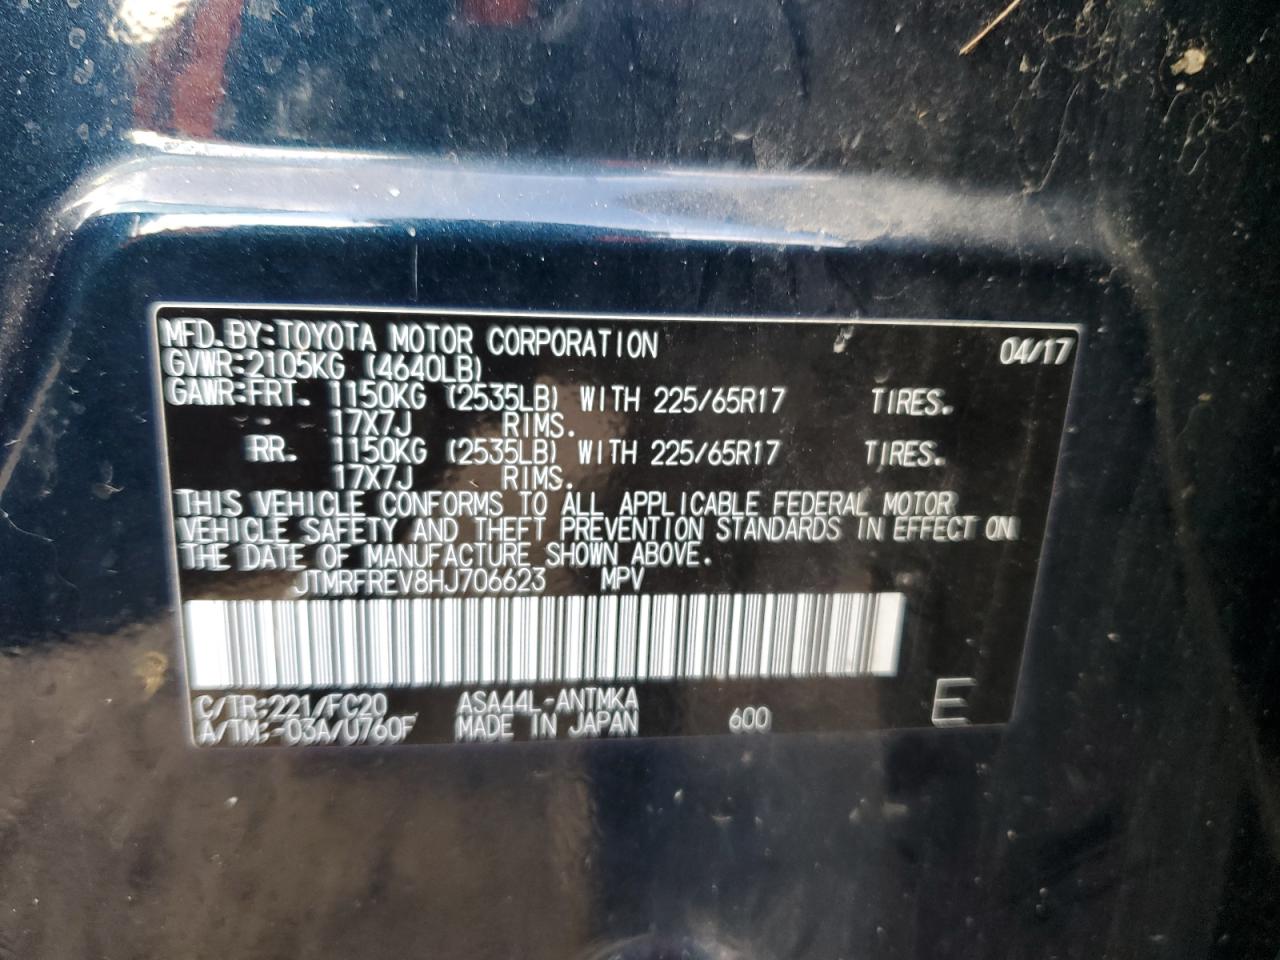 MFD.BY:TOYOTA MOTOR CORPORATION 04/17
GVWR:2105KG (4640LB)
GAWR:FRT. 1150KG (2535LB) WITH 225/65R17 TIRES.
17X7J RIMS.
RR. 1150KG (2535LB) WITH 225/65R17 TIRES.
17X7J RIMS.
THIS VEHICLE CONFORMS TO ALL APPLICABLE FEDERAL MOTOR
VEHICLE SAFETY AND THEFT PREVENTION STANDARDS IN EFFECT ON
THE DATE OF MANUFACTURE SHOWN ABOVE.
JTMRFREV8HJ706623 MPV
C/TR:221/FC20 ASA44L-ANTMKA
A/TM:-03A/U760F MADE IN JAPAN 600 E